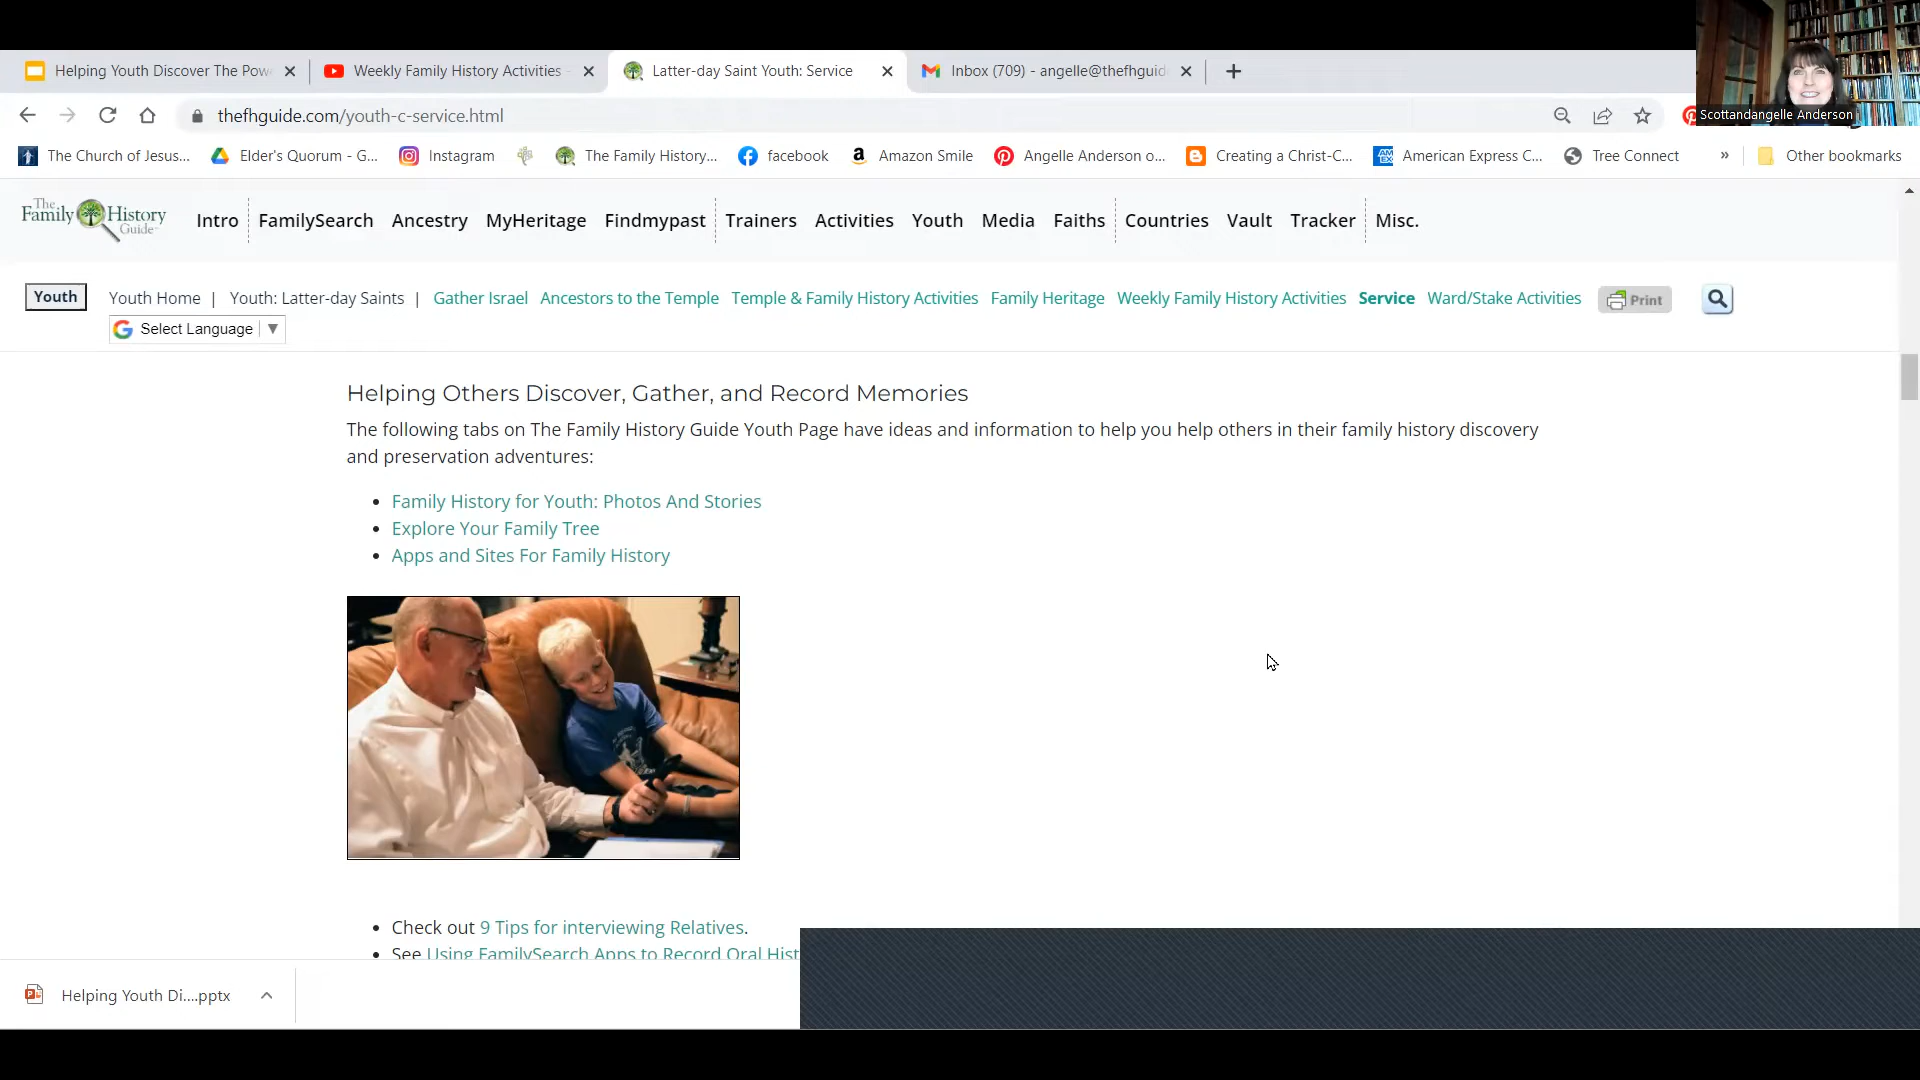 Helping Youth Discover The Pow
Weekly Family History Activities -
Latter-day Saint Youth: Service
Inbox (709) - angelle@thefhguid
Scottandangelle Anderson
thefhguide.com/youth-c-service.html
The Church of Jesus...
Elder's Quorum - G...
Instagram
The Family History...
facebook
Amazon Smile
Angelle Anderson o...
Creating a Christ-C...
American Express C...
Tree Connect
»
Other bookmarks
The
Family History
Guide
Intro FamilySearch Ancestry MyHeritage Findmypast Trainers Activities Youth Media Faiths Countries Vault Tracker Misc.
Youth Youth Home | Youth: Latter-day Saints | Gather Israel Ancestors to the Temple Temple & Family History Activities Family Heritage Weekly Family History Activities Service Ward/Stake Activities Print
Select Language
Helping Others Discover, Gather, and Record Memories
The following tabs on The Family History Guide Youth Page have ideas and information to help you help others in their family history discovery
and preservation adventures:
• Family History for Youth: Photos And Stories
• Explore Your Family Tree
• Apps and Sites For Family History
• Check out 9 Tips for interviewing Relatives.
• See Using FamilySearch Apps to Record Oral Hist
Helping Youth Di....pptx